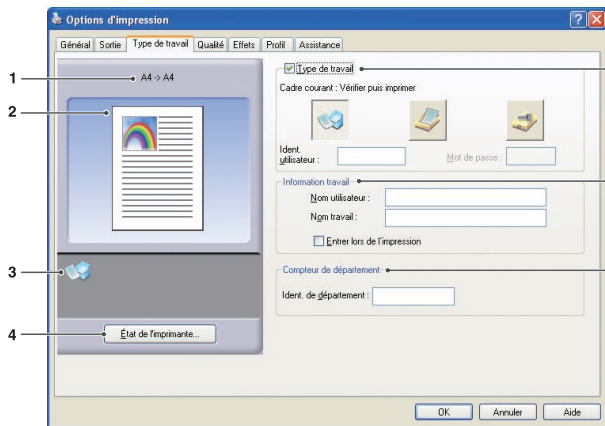 Options d'impression
Général Sortie Type de travail Qualité Effets Profil Assistance
1
A4 -> A4
2
3
4
État de l'imprimante...
Type de travail
Cadre courant : Vérifier puis imprimer
Ident. utilisateur :
Mot de passe :
Information travail
Nom utilisateur :
Nom travail :
Entrer lors de l'impression
Compteur de département
Ident. de département :
OK Annuler Aide